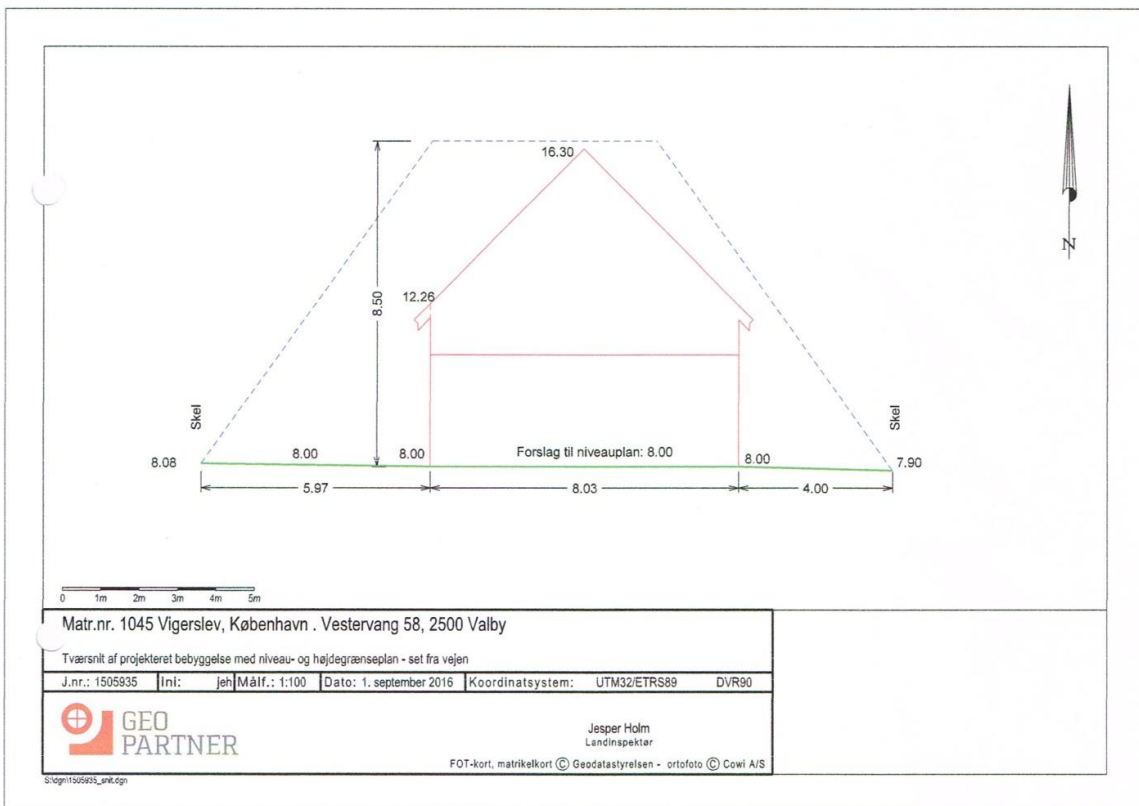 16.30
12.26
8.50
Skel
Skel
8.08
8.00
8.00
Forslag til niveauplan: 8.00
8.00
7.90
5.97
8.03
4.00
N
0 1m 2m 3m 4m 5m
Matr.nr. 1045 Vigerslev, København . Vestervang 58, 2500 Valby
Tværsnit af projekteret bebyggelse med niveau- og højdegrænseplan - set fra vejen
J.nr.: 1505935 Ini: jeh Målf.: 1:100 Dato: 1. september 2016 Koordinatsystem: UTM32/ETRS89 DVR90
GEO
PARTNER
Jesper Holm
Landinspektør
FOT-kort, matrikelkort © Geodatastyrelsen - ortofoto © Cowi A/S
S:\dgn\1505935_snit.dgn